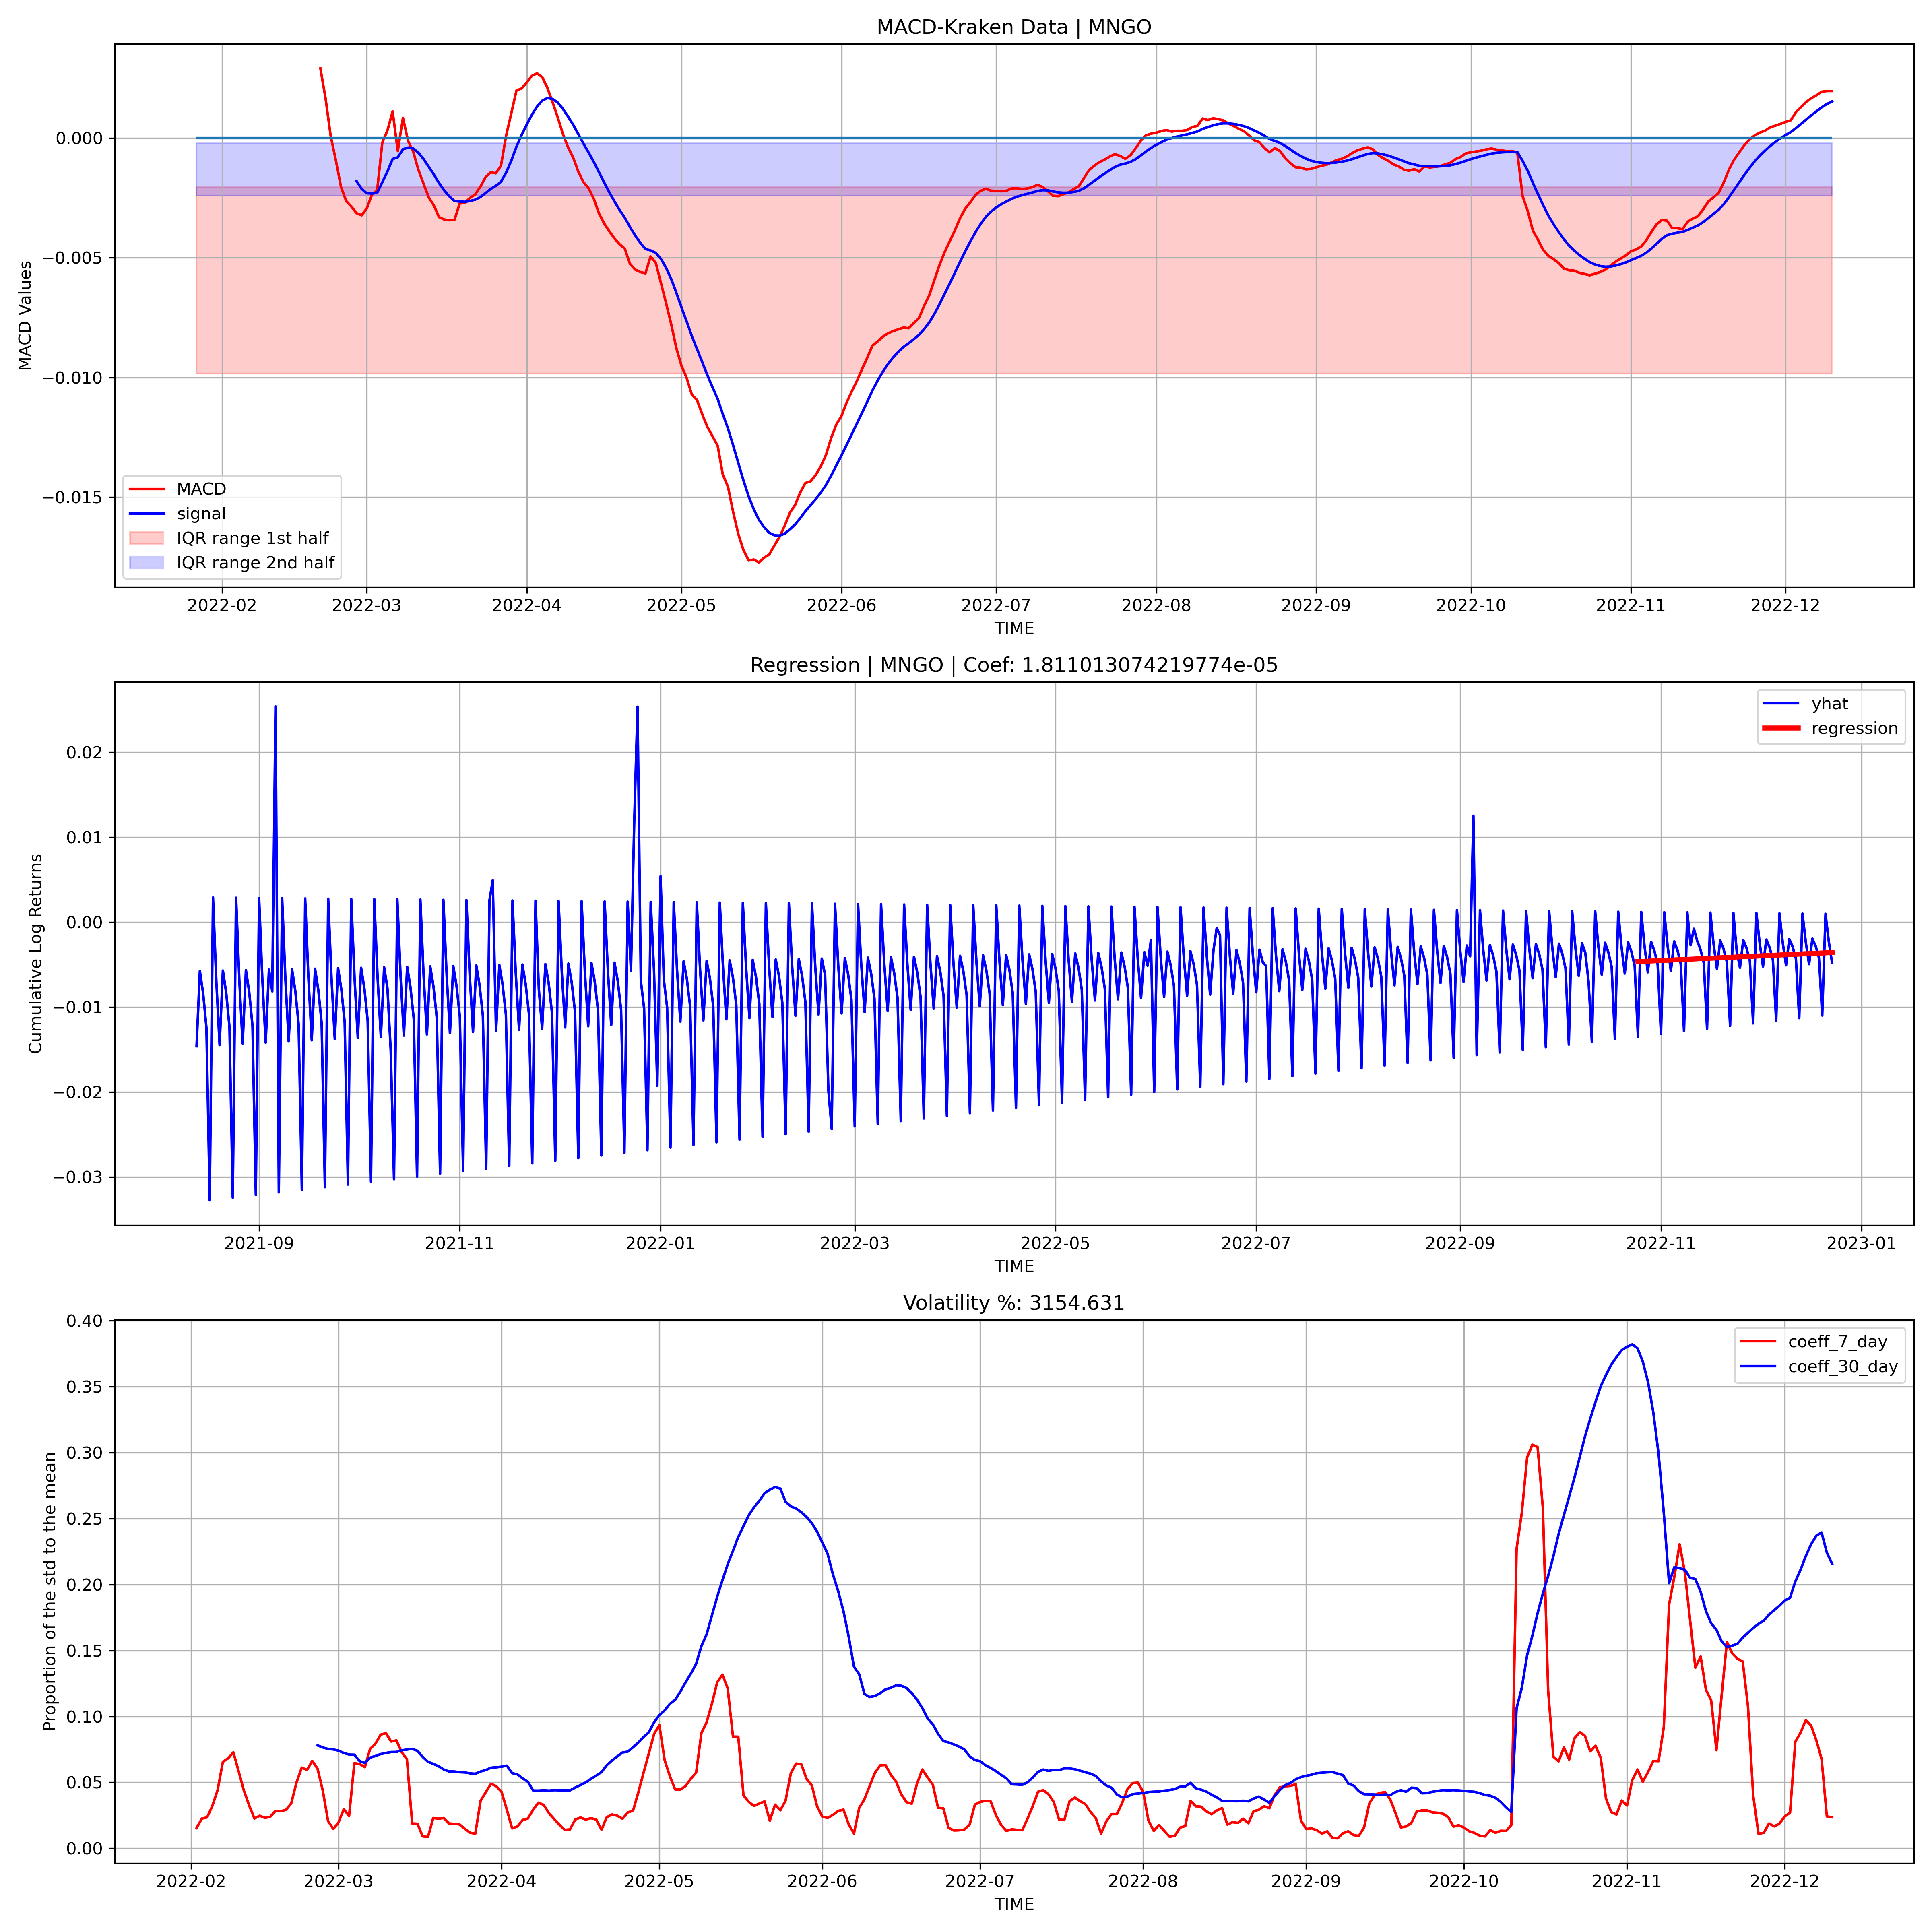 MACD-Kraken Data | MNGO
MACD Values
0.000
−0.005
−0.010
−0.015
MACD
signal
IQR range 1st half
IQR range 2nd half
2022-02 2022-03 2022-04 2022-05 2022-06 2022-07 2022-08 2022-09 2022-10 2022-11 2022-12
TIME
Regression | MNGO | Coef: 1.811013074219774e-05
Cumulative Log Returns
0.02
0.01
0.00
−0.01
−0.02
−0.03
yhat
regression
2021-09 2021-11 2022-01 2022-03 2022-05 2022-07 2022-09 2022-11 2023-01
TIME
Volatility %: 3154.631
Proportion of the std to the mean
0.40
0.35
0.30
0.25
0.20
0.15
0.10
0.05
0.00
coeff_7_day
coeff_30_day
2022-02 2022-03 2022-04 2022-05 2022-06 2022-07 2022-08 2022-09 2022-10 2022-11 2022-12
TIME